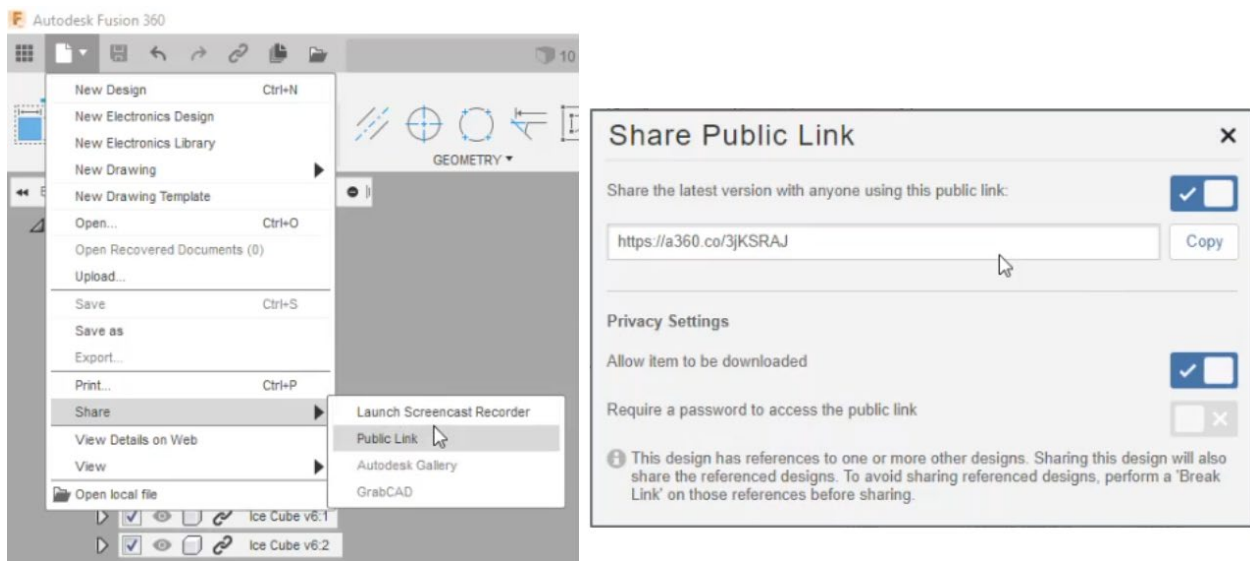 Autodesk Fusion 360
10
New Design Ctrl+N
New Electronics Design
New Electronics Library
New Drawing
New Drawing Template
Open... Ctrl+O
Open Recovered Documents (0)
Upload...
Save Ctrl+S
Save as
Export...
Print... Ctrl+P
Share
View Details on Web
View
Open local file
GEOMETRY
Launch Screencast Recorder
Public Link
Autodesk Gallery
GrabCAD
Ice Cube v6:1
Ice Cube v6:2
Share Public Link
Share the latest version with anyone using this public link:
https://a360.co/3jKSRAJ Copy
Privacy Settings
Allow item to be downloaded
Require a password to access the public link
This design has references to one or more other designs. Sharing this design will also
share the referenced designs. To avoid sharing referenced designs, perform a 'Break
Link' on those references before sharing.